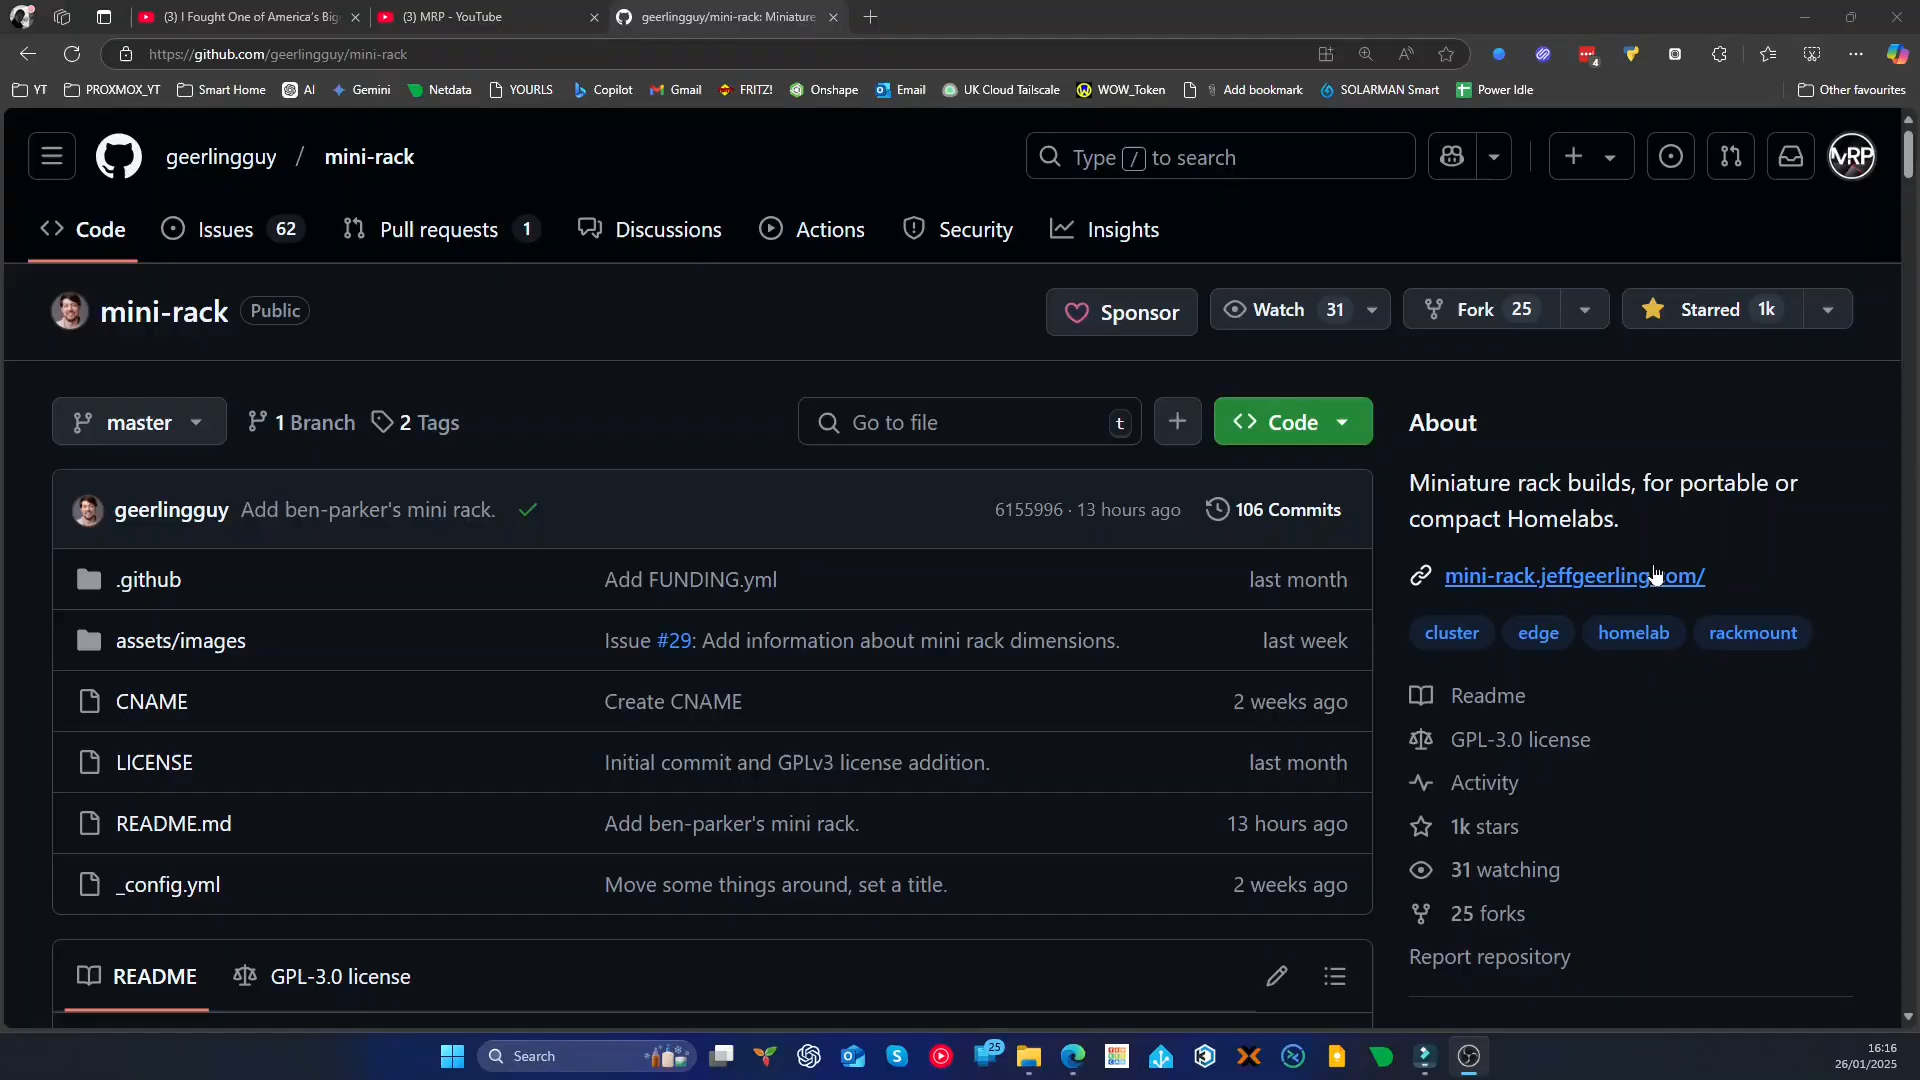 (3) I Fought One of America's Big
(3) MRP - YouTube
geerlingguy/mini-rack: Miniature
https://github.com/geerlingguy/mini-rack
4
YT
PROXMOX_YT
Smart Home
AI
Gemini
Netdata
YOURLS
Copilot
Gmail
FRITZ!
Onshape
Email
UK Cloud Tailscale
WOW_Token
Add bookmark
SOLARMAN Smart
Power Idle
Other favourites
geerlingguy / mini-rack
Type / to search
MRP
Code
Issues 62
Pull requests 1
Discussions
Actions
Security
Insights
mini-rack Public
Sponsor
Watch 31
Fork 25
Starred 1k
master
1 Branch
2 Tags
Go to file t
Code
About
Miniature rack builds, for portable or
compact Homelabs.
mini-rack.jeffgeerling.com/
cluster edge homelab rackmount
Readme
GPL-3.0 license
Activity
1k stars
31 watching
25 forks
Report repository
geerlingguy Add ben-parker's mini rack. 6155996 · 13 hours ago 106 Commits
.github Add FUNDING.yml last month
assets/images Issue #29: Add information about mini rack dimensions. last week
CNAME Create CNAME 2 weeks ago
LICENSE Initial commit and GPLv3 license addition. last month
README.md Add ben-parker's mini rack. 13 hours ago
_config.yml Move some things around, set a title. 2 weeks ago
README
GPL-3.0 license
Search
25
16:16
26/01/2025